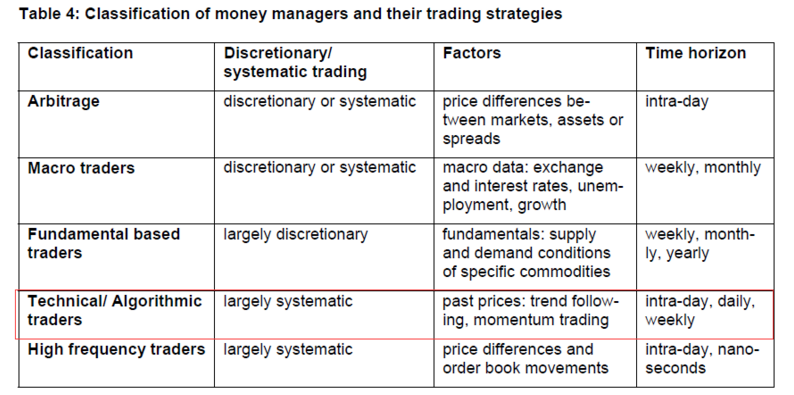 Table 4: Classification of money managers and their trading strategies
Classification
Discretionary/
systematic trading
Factors
Time horizon
Arbitrage
discretionary or systematic
price differences be-
tween markets, assets or
spreads
intra-day
Macro traders
discretionary or systematic
macro data: exchange
and interest rates, unem-
ployment, growth
weekly, monthly
Fundamental based
traders
largely discretionary
fundamentals: supply
and demand conditions
of specific commodities
weekly, month-
ly, yearly
Technical/ Algorithmic
traders
largely systematic
past prices: trend follow-
ing, momentum trading
intra-day, daily,
weekly
High frequency traders
largely systematic
price differences and
order book movements
intra-day, nano-
seconds